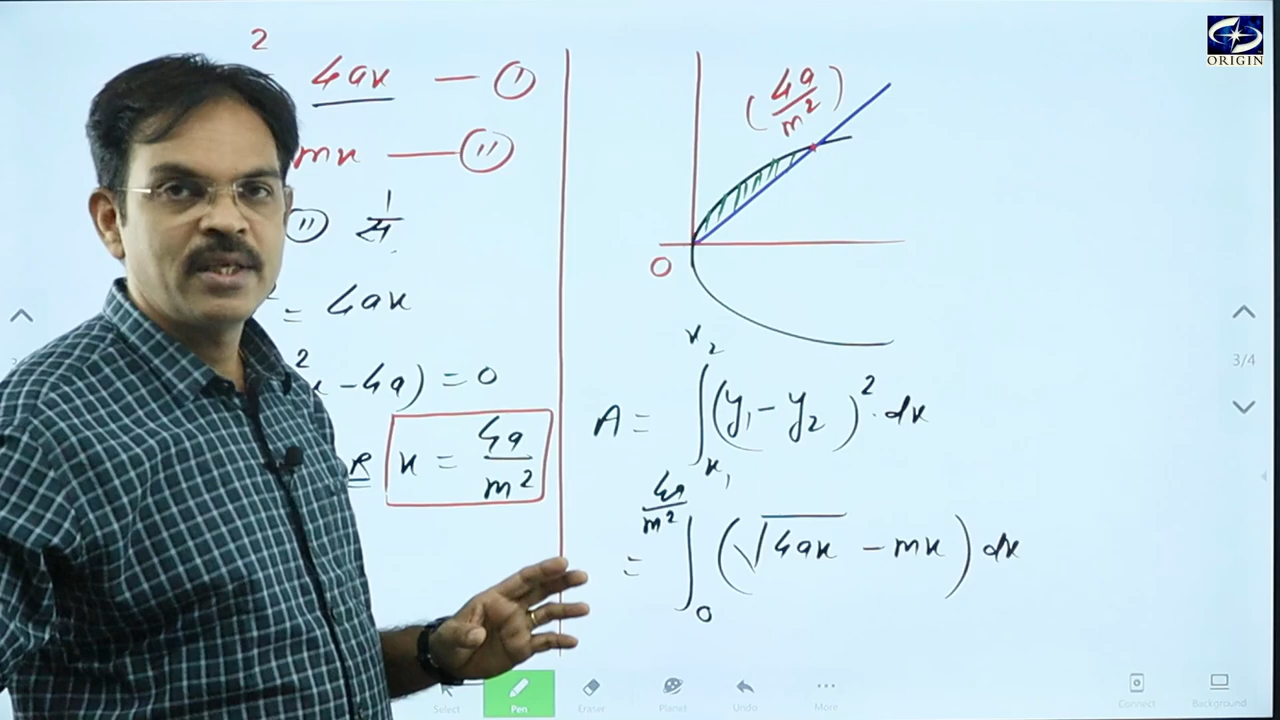 2
4ax — (I)
mx — (II)
(II) 1/21
= 4ax
2
x - 4a) = 0
R x = 4a/m²
(4a/m²)
O
A = ∫_{x₁}^{x₂} (y₁ - y₂)². dx
= ∫_{0}^{4a/m²} (√4ax - mx) dx
ORIGIN
3/4
Select
Pen
Eraser
Planet
Undo
More
Connect
Background